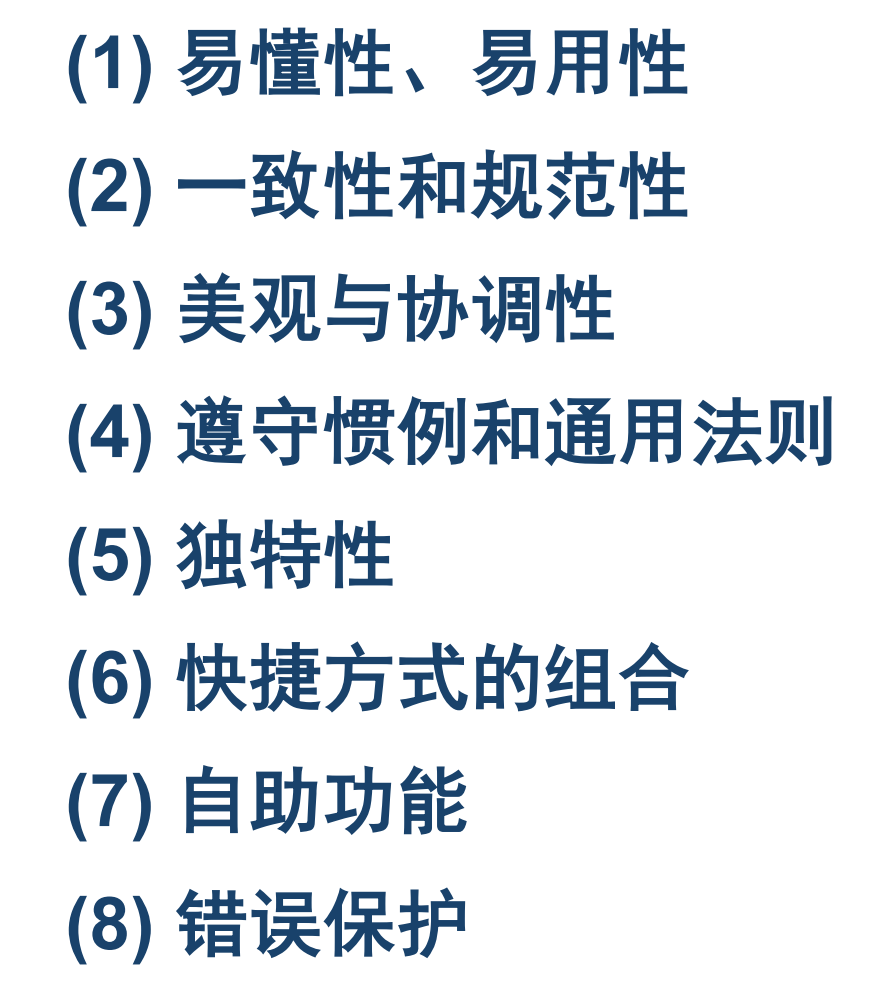 (1) 易懂性、易用性
(2) 一致性和规范性
(3) 美观与协调性
(4) 遵守惯例和通用法则
(5) 独特性
(6) 快捷方式的组合
(7) 自助功能
(8) 错误保护